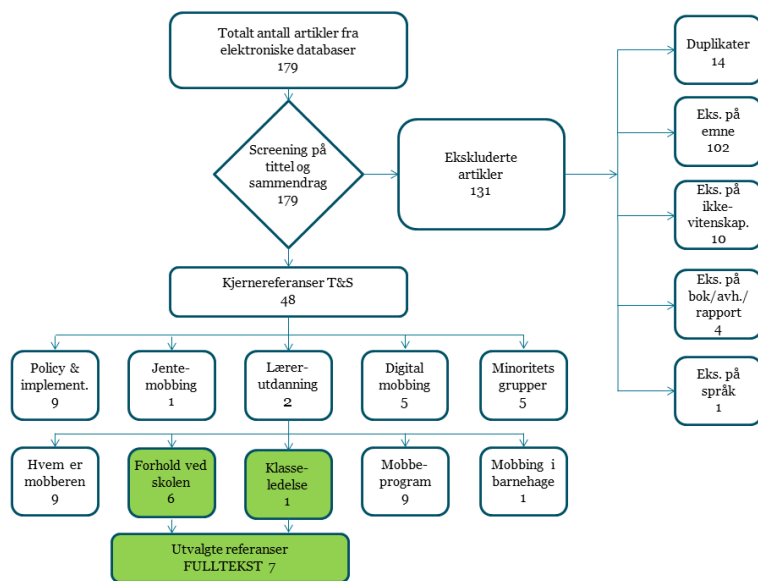 Totalt antall artikler fra
elektroniske databaser
179
Screening på
tittel og
sammendrag
179
Ekskluderte
artikler
131
Duplikater
14
Eks. på
emne
102
Eks. på
ikke-
vitenskap.
10
Eks. på
bok/avh./
rapport
4
Eks. på
språk
1
Kjernereferanser T&S
48
Policy &
implement.
9
Jente-
mobbing
1
Lærer-
utdanning
2
Digital
mobbing
5
Minoritets
grupper
5
Hvem er
mobberen
9
Forhold ved
skolen
6
Klasse-
ledelse
1
Mobbe-
program
9
Mobbing i
barnehage
1
Utvalgte referanser
FULLTEKST 7